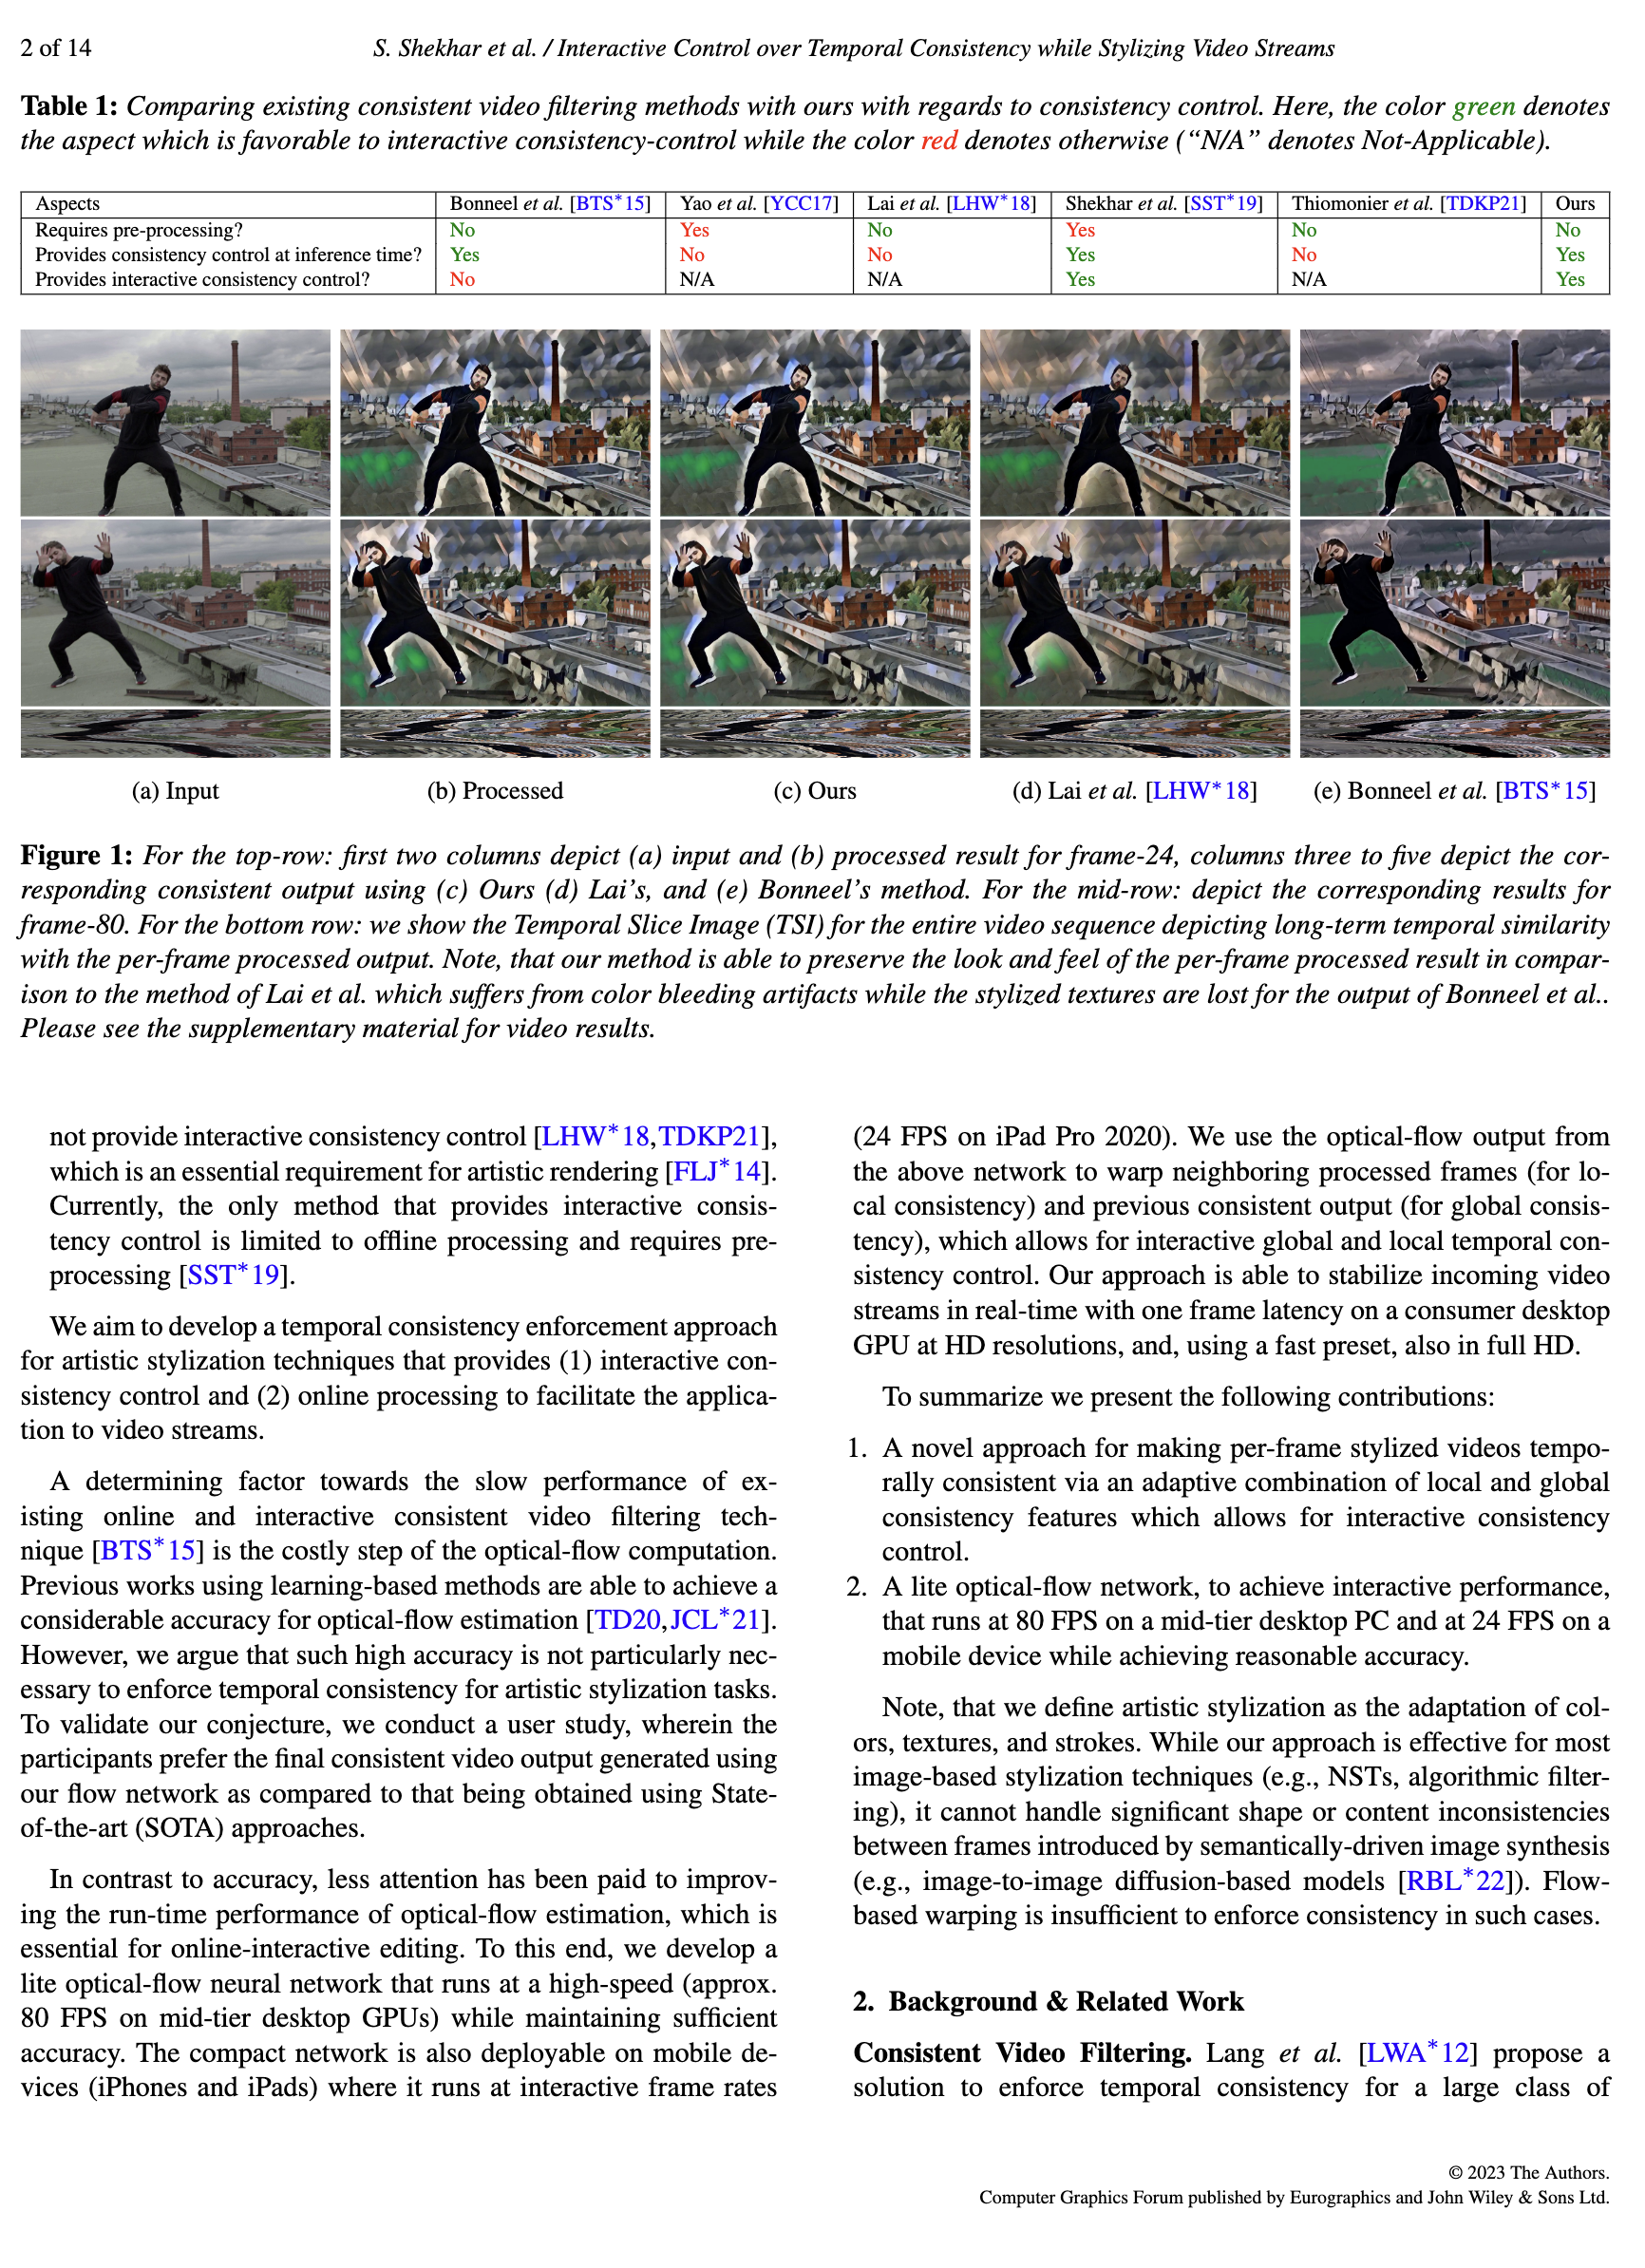 2 of 14
S. Shekhar et al. / Interactive Control over Temporal Consistency while Stylizing Video Streams
Table 1: Comparing existing consistent video filtering methods with ours with regards to consistency control. Here, the color green denotes
the aspect which is favorable to interactive consistency-control while the color red denotes otherwise (“N/A” denotes Not-Applicable).
Aspects Bonneel et al. [BTS*15] Yao et al. [YCC17] Lai et al. [LHW*18] Shekhar et al. [SST*19] Thiomonier et al. [TDKP21] Ours
Requires pre-processing? No Yes No Yes No No
Provides consistency control at inference time? Yes No No Yes No Yes
Provides interactive consistency control? No N/A N/A Yes N/A Yes
(a) Input (b) Processed (c) Ours (d) Lai et al. [LHW*18] (e) Bonneel et al. [BTS*15]
Figure 1: For the top-row: first two columns depict (a) input and (b) processed result for frame-24, columns three to five depict the cor-
responding consistent output using (c) Ours (d) Lai’s, and (e) Bonneel’s method. For the mid-row: depict the corresponding results for
frame-80. For the bottom row: we show the Temporal Slice Image (TSI) for the entire video sequence depicting long-term temporal similarity
with the per-frame processed output. Note, that our method is able to preserve the look and feel of the per-frame processed result in compar-
ison to the method of Lai et al. which suffers from color bleeding artifacts while the stylized textures are lost for the output of Bonneel et al..
Please see the supplementary material for video results.
not provide interactive consistency control [LHW*18,TDKP21],
which is an essential requirement for artistic rendering [FLJ*14].
Currently, the only method that provides interactive consis-
tency control is limited to offline processing and requires pre-
processing [SST*19].
We aim to develop a temporal consistency enforcement approach
for artistic stylization techniques that provides (1) interactive con-
sistency control and (2) online processing to facilitate the applica-
tion to video streams.
A determining factor towards the slow performance of ex-
isting online and interactive consistent video filtering tech-
nique [BTS*15] is the costly step of the optical-flow computation.
Previous works using learning-based methods are able to achieve a
considerable accuracy for optical-flow estimation [TD20,JCL*21].
However, we argue that such high accuracy is not particularly nec-
essary to enforce temporal consistency for artistic stylization tasks.
To validate our conjecture, we conduct a user study, wherein the
participants prefer the final consistent video output generated using
our flow network as compared to that being obtained using State-
of-the-art (SOTA) approaches.
In contrast to accuracy, less attention has been paid to improv-
ing the run-time performance of optical-flow estimation, which is
essential for online-interactive editing. To this end, we develop a
lite optical-flow neural network that runs at a high-speed (approx.
80 FPS on mid-tier desktop GPUs) while maintaining sufficient
accuracy. The compact network is also deployable on mobile de-
vices (iPhones and iPads) where it runs at interactive frame rates
(24 FPS on iPad Pro 2020). We use the optical-flow output from
the above network to warp neighboring processed frames (for lo-
cal consistency) and previous consistent output (for global consis-
tency), which allows for interactive global and local temporal con-
sistency control. Our approach is able to stabilize incoming video
streams in real-time with one frame latency on a consumer desktop
GPU at HD resolutions, and, using a fast preset, also in full HD.
To summarize we present the following contributions:
1. A novel approach for making per-frame stylized videos tempo-
rally consistent via an adaptive combination of local and global
consistency features which allows for interactive consistency
control.
2. A lite optical-flow network, to achieve interactive performance,
that runs at 80 FPS on a mid-tier desktop PC and at 24 FPS on a
mobile device while achieving reasonable accuracy.
Note, that we define artistic stylization as the adaptation of col-
ors, textures, and strokes. While our approach is effective for most
image-based stylization techniques (e.g., NSTs, algorithmic filter-
ing), it cannot handle significant shape or content inconsistencies
between frames introduced by semantically-driven image synthesis
(e.g., image-to-image diffusion-based models [RBL*22]). Flow-
based warping is insufficient to enforce consistency in such cases.
2. Background & Related Work
Consistent Video Filtering. Lang et al. [LWA*12] propose a
solution to enforce temporal consistency for a large class of
© 2023 The Authors.
Computer Graphics Forum published by Eurographics and John Wiley & Sons Ltd.